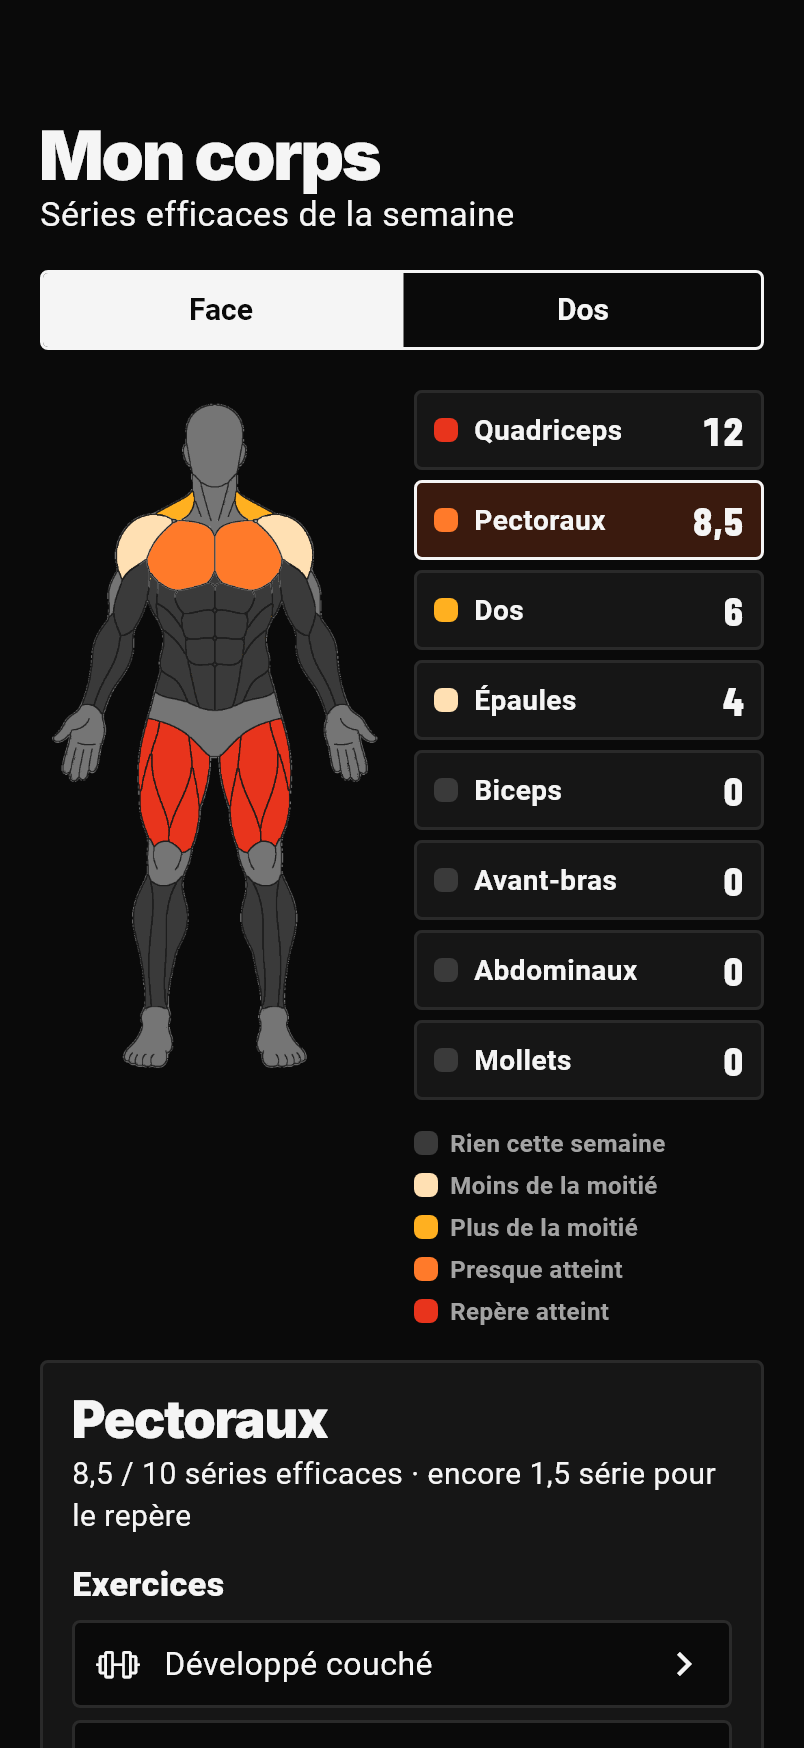 Mon corps
Séries efficaces de la semaine
Face
Dos
Quadriceps 12
Pectoraux 8,5
Dos 6
Épaules 4
Biceps 0
Avant-bras 0
Abdominaux 0
Mollets 0
Rien cette semaine
Moins de la moitié
Plus de la moitié
Presque atteint
Repère atteint
Pectoraux
8,5 / 10 séries efficaces · encore 1,5 série pour
le repère
Exercices
Développé couché